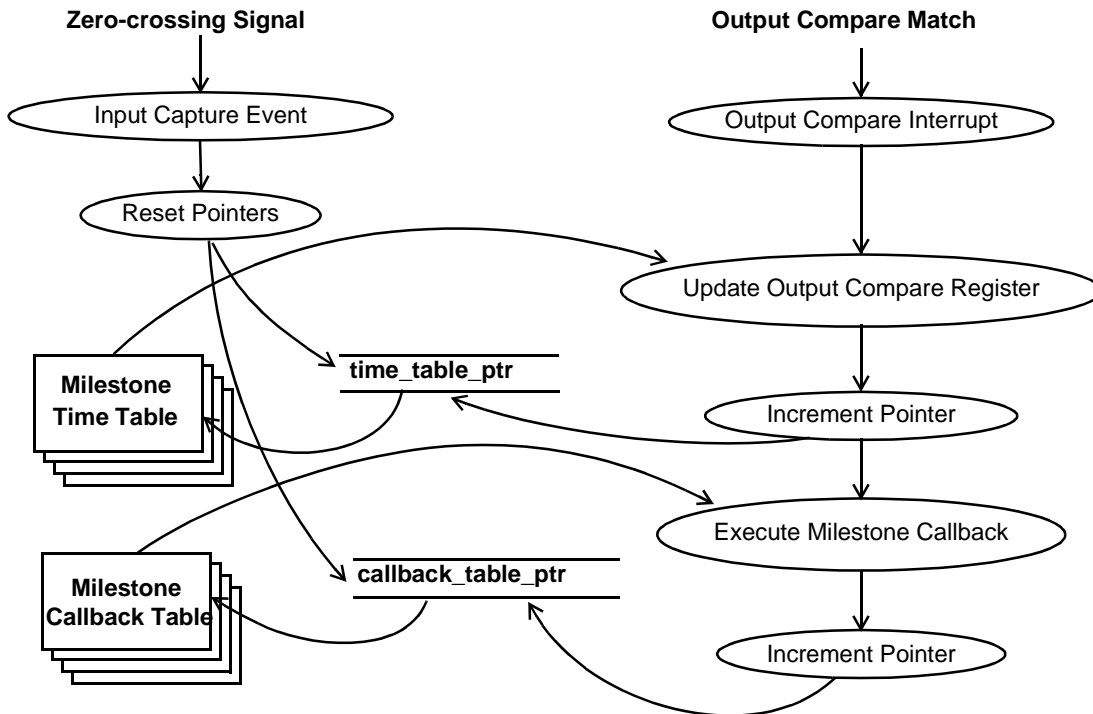 Zero-crossing Signal
Output Compare Match
Input Capture Event
Output Compare Interrupt
Reset Pointers
Update Output Compare Register
Milestone
Time Table
time_table_ptr
Increment Pointer
Execute Milestone Callback
Milestone
Callback Table
callback_table_ptr
Increment Pointer